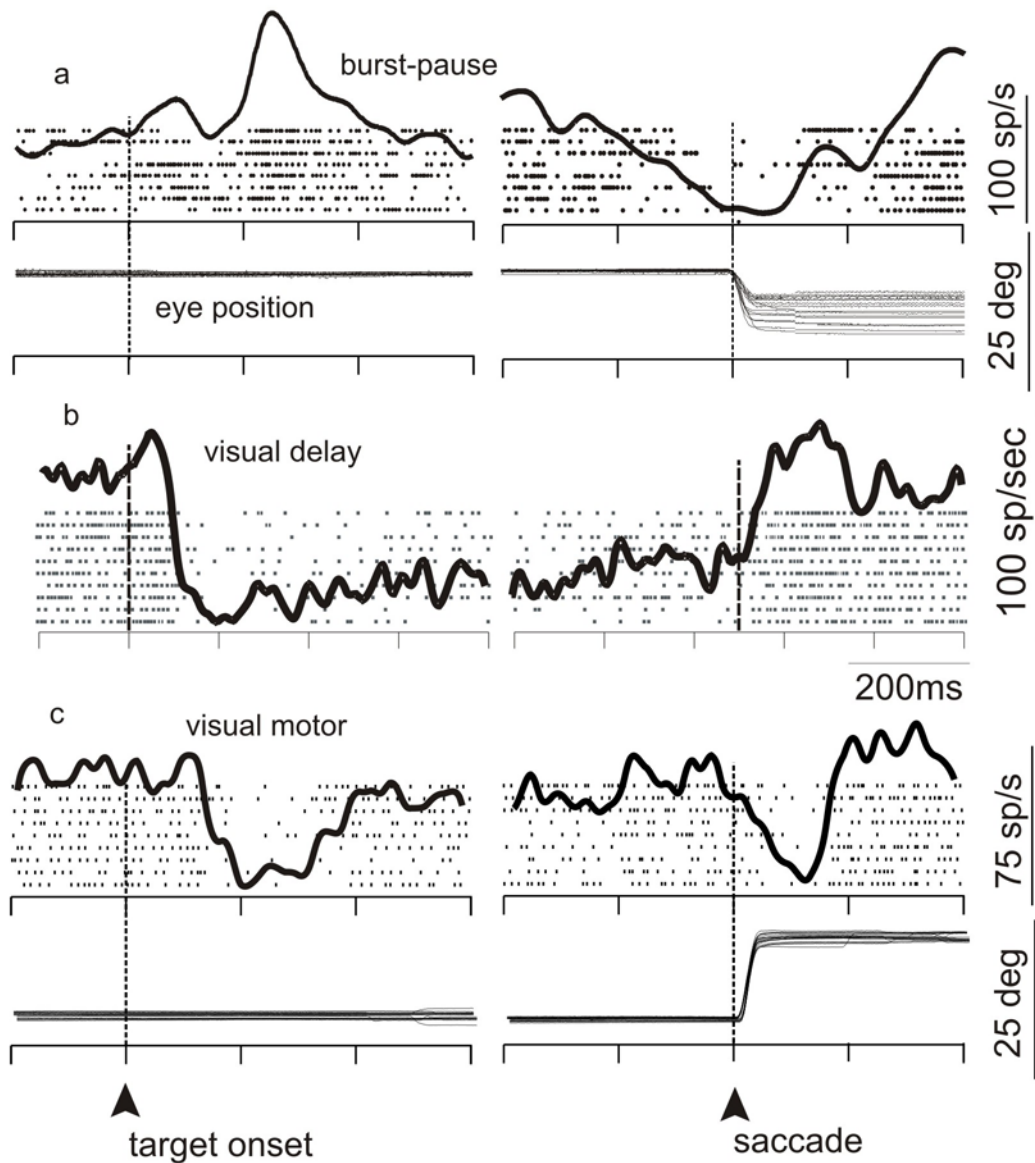 a
burst-pause
100 sp/s
eye position
25 deg
b
visual delay
100 sp/sec
200ms
c
visual motor
75 sp/s
25 deg
target onset
saccade